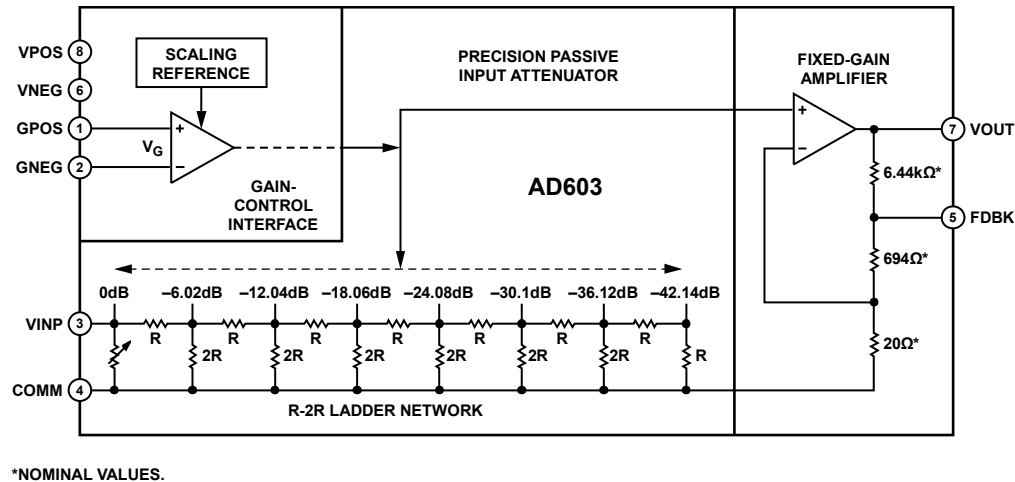 VPOS 8
VNEG 6
GPOS 1
GNEG 2
SCALING
REFERENCE
VG
+
−
GAIN-
CONTROL
INTERFACE
PRECISION PASSIVE
INPUT ATTENUATOR
AD603
FIXED-GAIN
AMPLIFIER
+
−
7 VOUT
6.44kΩ*
5 FDBK
694Ω*
20Ω*
0dB −6.02dB −12.04dB −18.06dB −24.08dB −30.1dB −36.12dB −42.14dB
VINP 3
R R R R R R R
2R 2R 2R 2R 2R 2R R
COMM 4
R-2R LADDER NETWORK
*NOMINAL VALUES.